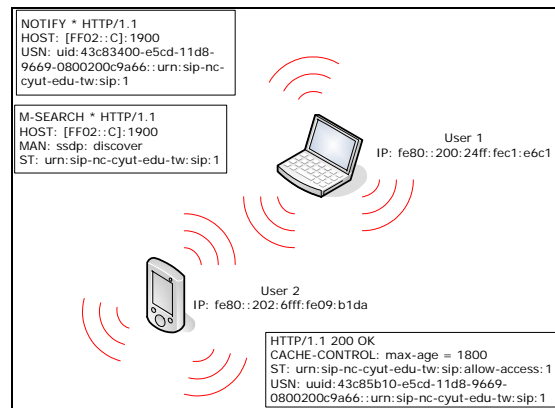 NOTIFY * HTTP/1.1
HOST: [FF02::C]:1900
USN: uid:43c83400-e5cd-11d8-
9669-0800200c9a66::urn:sip-nc-
cyut-edu-tw:sip:1
M-SEARCH * HTTP/1.1
HOST: [FF02::C]:1900
MAN: ssdp: discover
ST: urn:sip-nc-cyut-edu-tw:sip:1
User 1
IP: fe80::200:24ff:fec1:e6c1
User 2
IP: fe80::202:6fff:fe09:b1da
HTTP/1.1 200 OK
CACHE-CONTROL: max-age = 1800
ST: urn:sip-nc-cyut-edu-tw:sip:allow-access:1
USN: uuid:43c85b10-e5cd-11d8-9669-
0800200c9a66::urn:sip-nc-cyut-edu-tw:sip:1